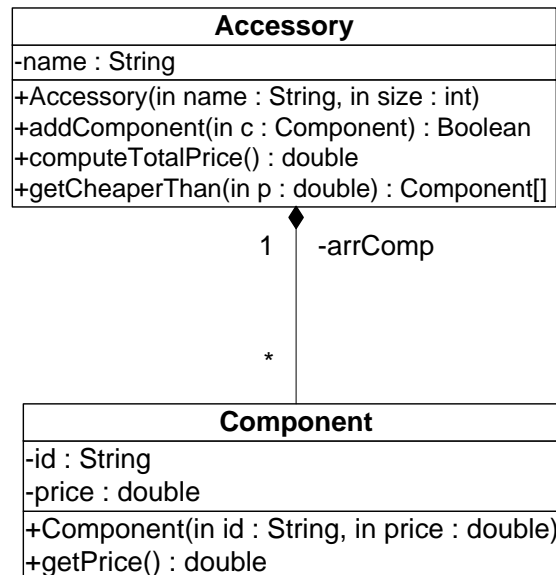 Accessory
-name : String
+Accessory(in name : String, in size : int)
+addComponent(in c : Component) : Boolean
+computeTotalPrice() : double
+getCheaperThan(in p : double) : Component[]
1 -arrComp
*
Component
-id : String
-price : double
+Component(in id : String, in price : double)
+getPrice() : double